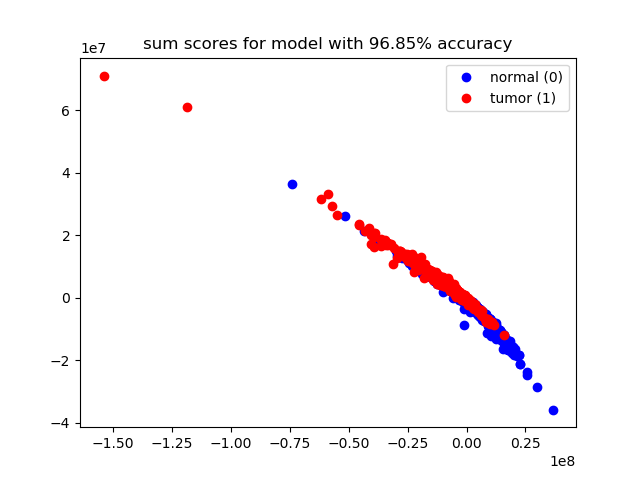 sum scores for model with 96.85% accuracy
1e7
normal (0)
tumor (1)
6
4
2
0
−2
−4
−1.50 −1.25 −1.00 −0.75 −0.50 −0.25 0.00 0.25
1e8